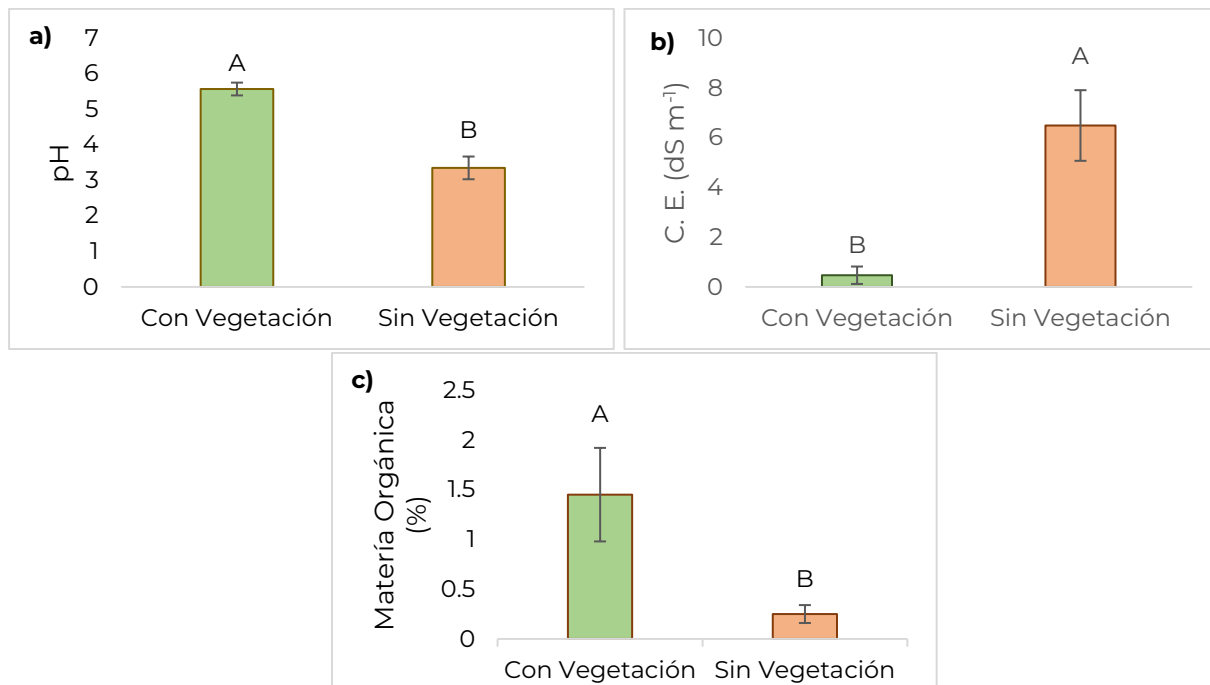 a)
7
6
5
4
3
2
1
0
pH
A
B
Con Vegetación Sin Vegetación
b)
10
8
6
4
2
0
C. E. (dS m⁻¹)
B
A
Con Vegetación Sin Vegetación
c)
2.5
2
1.5
1
0.5
0
Matería Orgánica
(%)
A
B
Con Vegetación Sin Vegetación